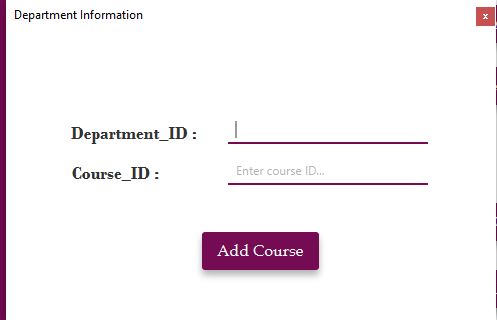 Department Information
x
Department_ID :
Course_ID :
Enter course ID...
Add Course